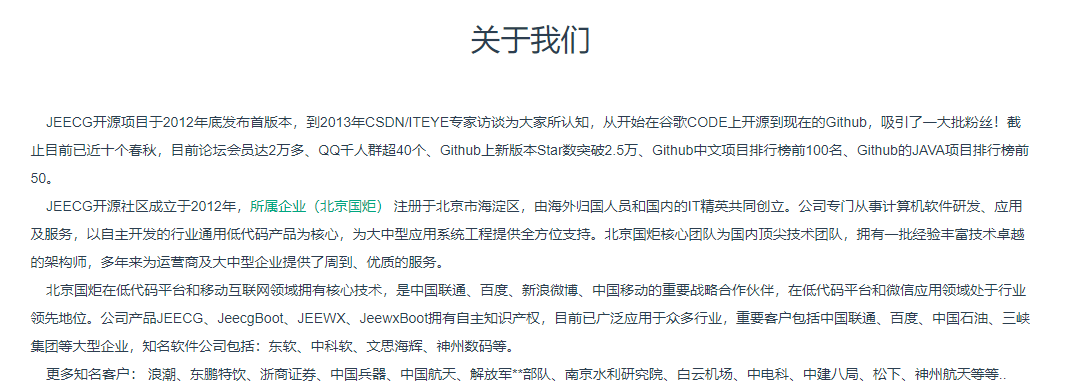 关于我们
JEECG开源项目于2012年底发布首版本，到2013年CSDN/ITEYE专家访谈为大家所认知，从开始在谷歌CODE上开源到现在的Github，吸引了一大批粉丝！截
止目前已近十个春秋，目前论坛会员达2万多、QQ千人群超40个、Github上新版本Star数突破2.5万、Github中文项目排行榜前100名、Github的JAVA项目排行榜前
50。
JEECG开源社区成立于2012年，所属企业（北京国炬） 注册于北京市海淀区，由海外归国人员和国内的IT精英共同创立。公司专门从事计算机软件研发、应用
及服务，以自主开发的行业通用低代码产品为核心，为大中型应用系统工程提供全方位支持。北京国炬核心团队为国内顶尖技术团队，拥有一批经验丰富技术卓越
的架构师，多年来为运营商及大中型企业提供了周到、优质的服务。
北京国炬在低代码平台和移动互联网领域拥有核心技术，是中国联通、百度、新浪微博、中国移动的重要战略合作伙伴，在低代码平台和微信应用领域处于行业
领先地位。公司产品JEECG、JeecgBoot、JEEWX、JeewxBoot拥有自主知识产权，目前已广泛应用于众多行业，重要客户包括中国联通、百度、中国石油、三峡
集团等大型企业，知名软件公司包括：东软、中科软、文思海辉、神州数码等。
更多知名客户： 浪潮、东鹏特饮、浙商证券、中国兵器、中国航天、解放军**部队、南京水利研究院、白云机场、中电科、中建八局、松下、神州航天等等..